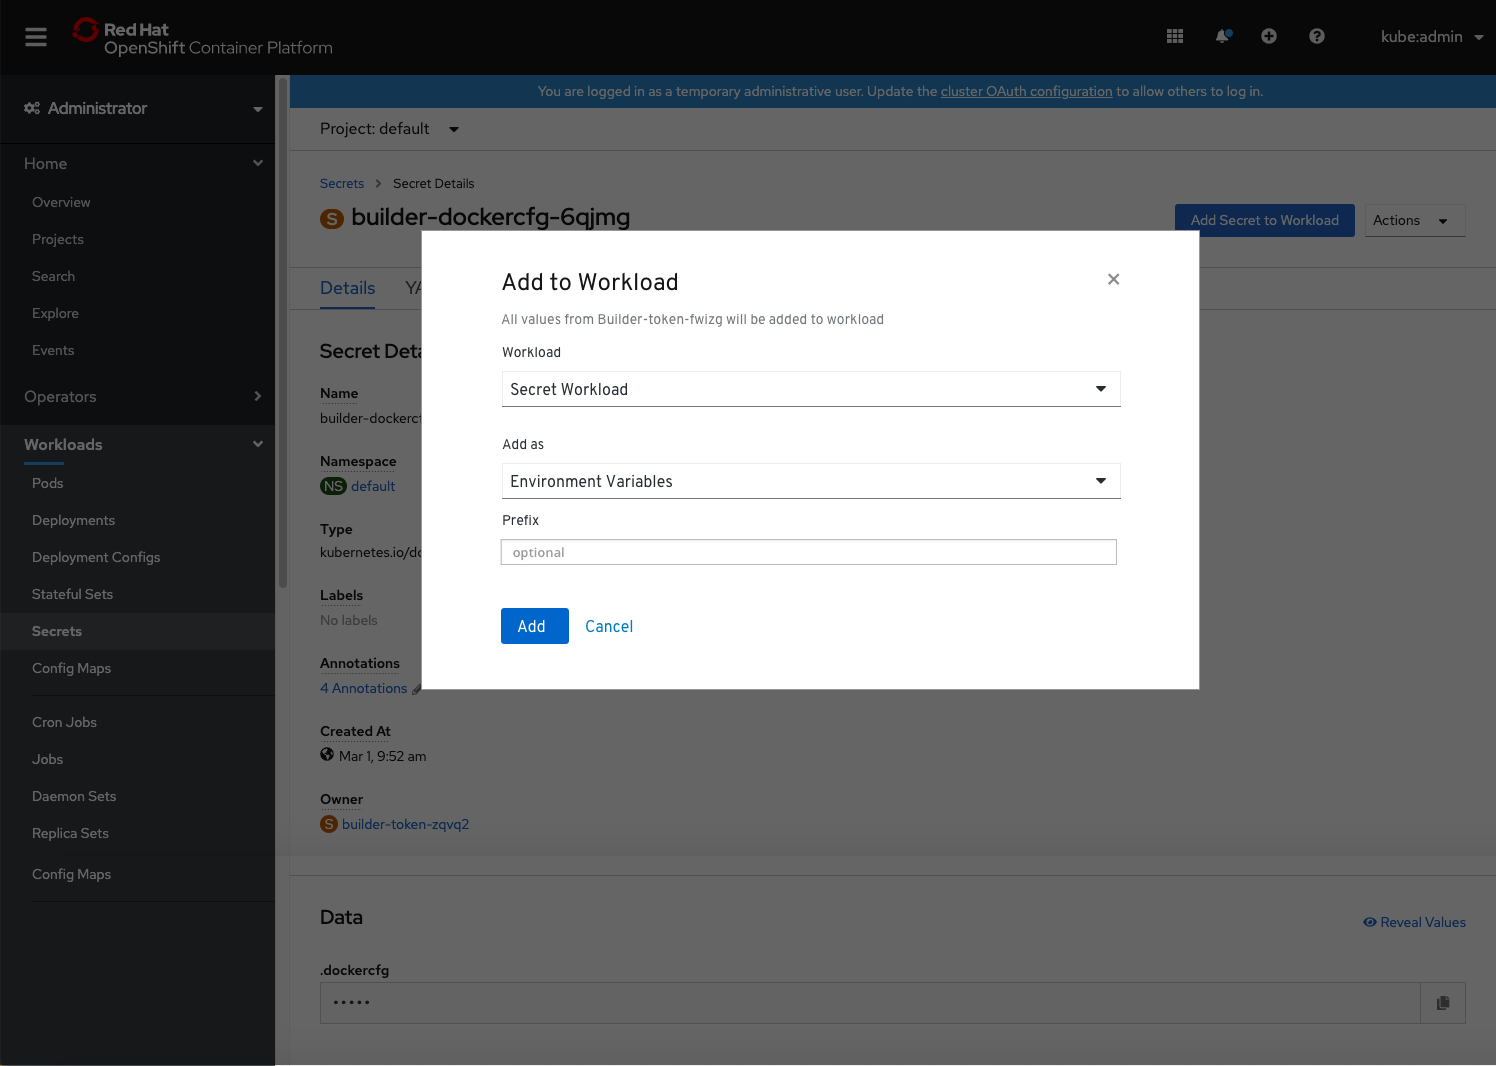 Red Hat
OpenShift Container Platform
kube:admin
Administrator
You are logged in as a temporary administrative user. Update the cluster OAuth configuration to allow others to log in.
Project: default
Home
Overview
Projects
Search
Explore
Events
Operators
Workloads
Pods
Deployments
Deployment Configs
Stateful Sets
Secrets
Config Maps
Cron Jobs
Jobs
Daemon Sets
Replica Sets
Config Maps
Secrets > Secret Details
S builder-dockercfg-6qjmg
Add Secret to Workload
Actions
Details
YA
Secret Deta
Name
builder-dockercf
Namespace
NS default
Type
kubernetes.io/do
Labels
No labels
Annotations
4 Annotations
Created At
Mar 1, 9:52 am
Owner
S builder-token-zqvq2
Add to Workload
All values from Builder-token-fwizg will be added to workload
Workload
Secret Workload
Add as
Environment Variables
Prefix
optional
Add
Cancel
Data
Reveal Values
.dockercfg
•••••